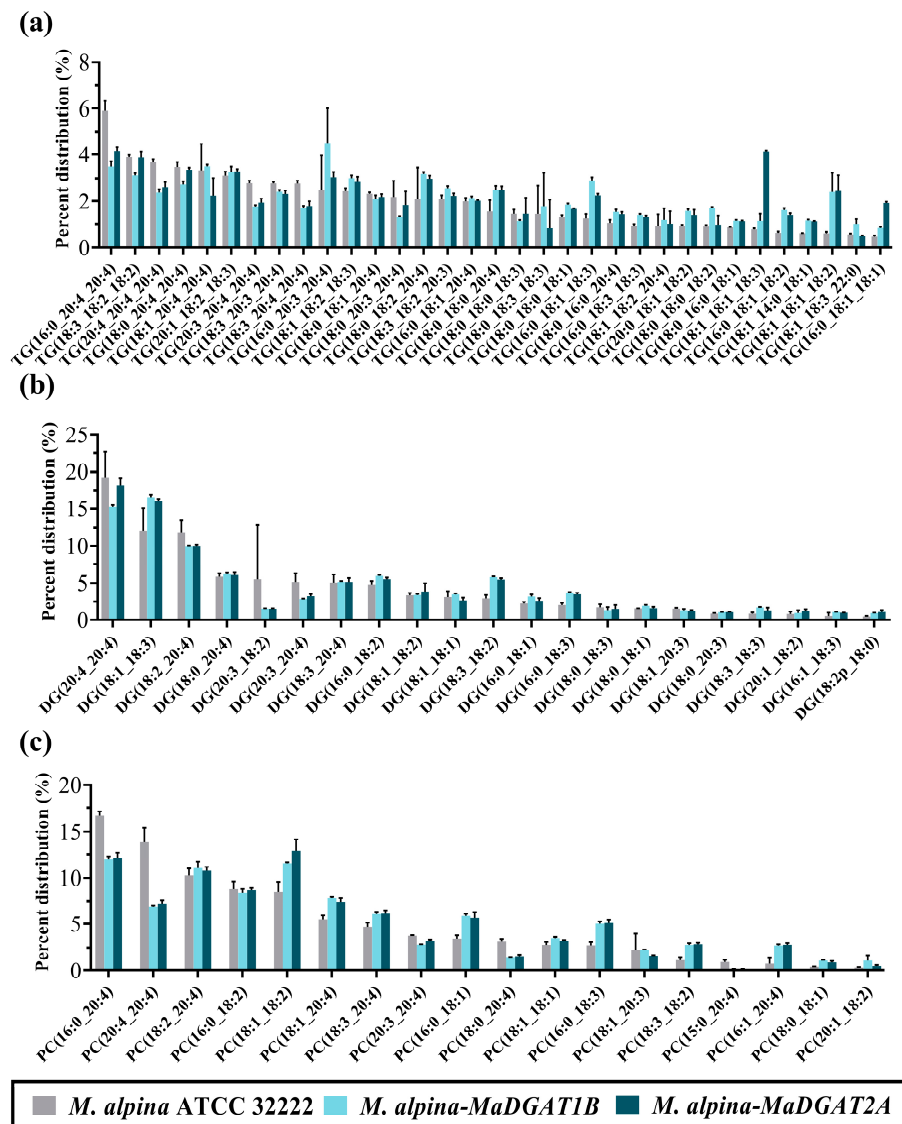 (a)
Percent distribution (%)
8
6
4
2
0
TG(16:0_20:4_20:4)
TG(18:3_18:2_18:2)
TG(20:4_20:4_20:4)
TG(18:0_20:4_20:4)
TG(18:1_20:4_20:4)
TG(20:1_18:2_18:3)
TG(20:3_20:4_20:4)
TG(18:3_20:3_20:4)
TG(18:3_20:4_20:4)
TG(16:0_20:3_20:4)
TG(18:1_18:2_18:3)
TG(18:0_18:1_20:4)
TG(18:0_20:3_20:4)
TG(18:0_18:2_20:4)
TG(18:3_18:2_20:3)
TG(16:0_18:1_20:4)
TG(18:0_18:0_20:4)
TG(18:0_18:0_18:3)
TG(18:0_18:3_18:3)
TG(18:0_18:0_18:1)
TG(16:0_18:1_18:3)
TG(18:0_16:0_20:4)
TG(16:0_18:3_18:3)
TG(18:1_18:2_20:4)
TG(20:0_18:1_18:2)
TG(18:0_18:0_18:2)
TG(18:0_16:0_18:1)
TG(18:1_18:1_18:3)
TG(16:0_18:1_18:2)
TG(18:1_14:0_18:1)
TG(18:1_18:1_18:2)
TG(18:1_18:3_22:0)
TG(16:0_18:1_18:1)
(b)
Percent distribution (%)
25
20
15
10
5
0
DG(20:4_20:4)
DG(18:1_18:3)
DG(18:2_20:4)
DG(18:0_20:4)
DG(20:3_18:2)
DG(20:3_20:4)
DG(18:3_20:4)
DG(16:0_18:2)
DG(18:1_18:2)
DG(18:1_18:1)
DG(18:3_18:2)
DG(16:0_18:1)
DG(16:0_18:3)
DG(18:0_18:3)
DG(18:0_18:1)
DG(18:1_20:3)
DG(18:0_20:3)
DG(18:3_18:3)
DG(20:1_18:2)
DG(16:1_18:3)
DG(18:2p_18:0)
(c)
Percent distribution (%)
20
15
10
5
0
PC(16:0_20:4)
PC(20:4_20:4)
PC(18:2_20:4)
PC(16:0_18:2)
PC(18:1_18:2)
PC(18:1_20:4)
PC(18:3_20:4)
PC(20:3_20:4)
PC(16:0_18:1)
PC(18:0_20:4)
PC(18:1_18:1)
PC(16:0_18:3)
PC(18:1_20:3)
PC(18:3_18:2)
PC(15:0_20:4)
PC(16:1_20:4)
PC(18:0_18:1)
PC(20:1_18:2)
M. alpina ATCC 32222 M. alpina-MaDGAT1B M. alpina-MaDGAT2A